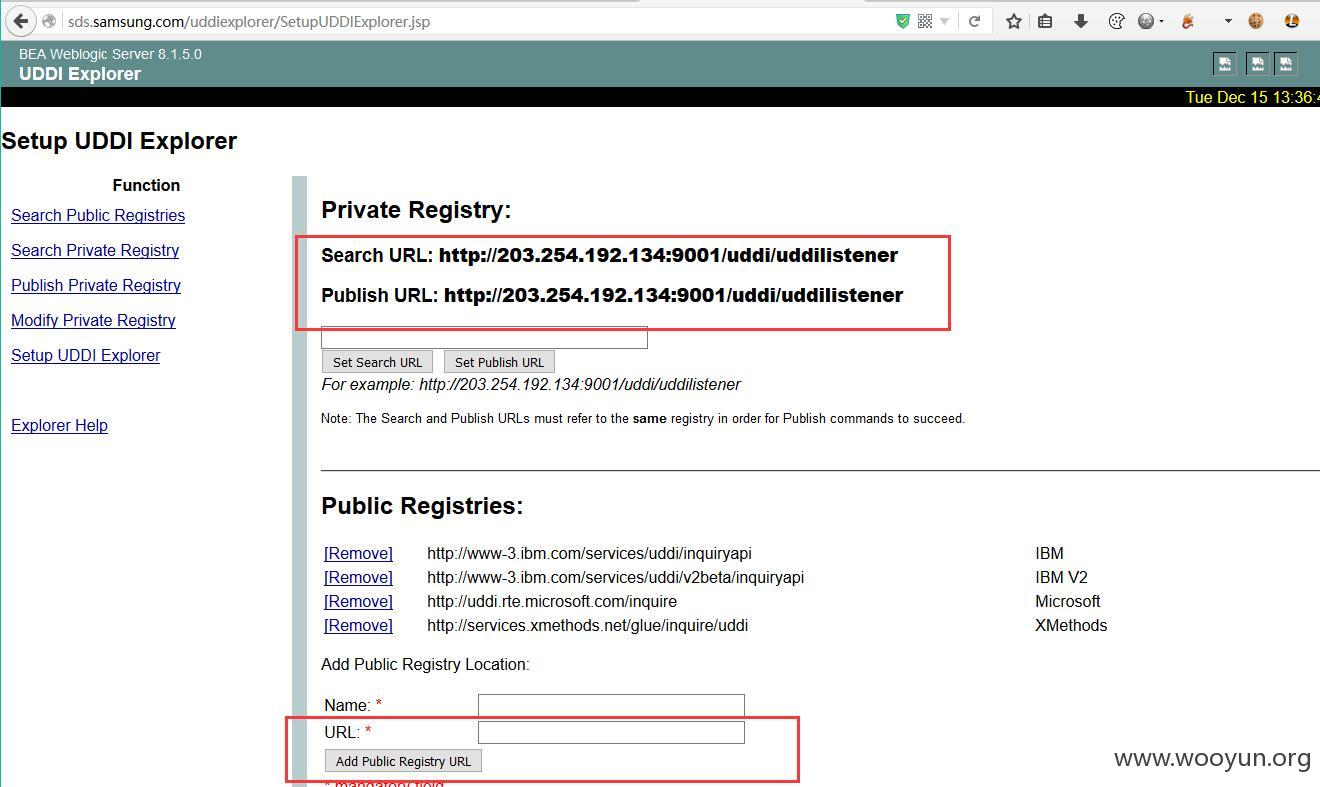 sds.samsung.com/uddiexplorer/SetupUDDIExplorer.jsp
BEA Weblogic Server 8.1.5.0
UDDI Explorer
Tue Dec 15 13:36:
Setup UDDI Explorer
Function
Search Public Registries
Search Private Registry
Publish Private Registry
Modify Private Registry
Setup UDDI Explorer
Explorer Help
Private Registry:
Search URL: http://203.254.192.134:9001/uddi/uddilistener
Publish URL: http://203.254.192.134:9001/uddi/uddilistener
Set Search URL Set Publish URL
For example: http://203.254.192.134:9001/uddi/uddilistener
Note: The Search and Publish URLs must refer to the same registry in order for Publish commands to succeed.
Public Registries:
[Remove] http://www-3.ibm.com/services/uddi/inquiryapi IBM
[Remove] http://www-3.ibm.com/services/uddi/v2beta/inquiryapi IBM V2
[Remove] http://uddi.rte.microsoft.com/inquire Microsoft
[Remove] http://services.xmethods.net/glue/inquire/uddi XMethods
Add Public Registry Location:
Name: *
URL: *
Add Public Registry URL
* mandatory field
www.wooyun.org